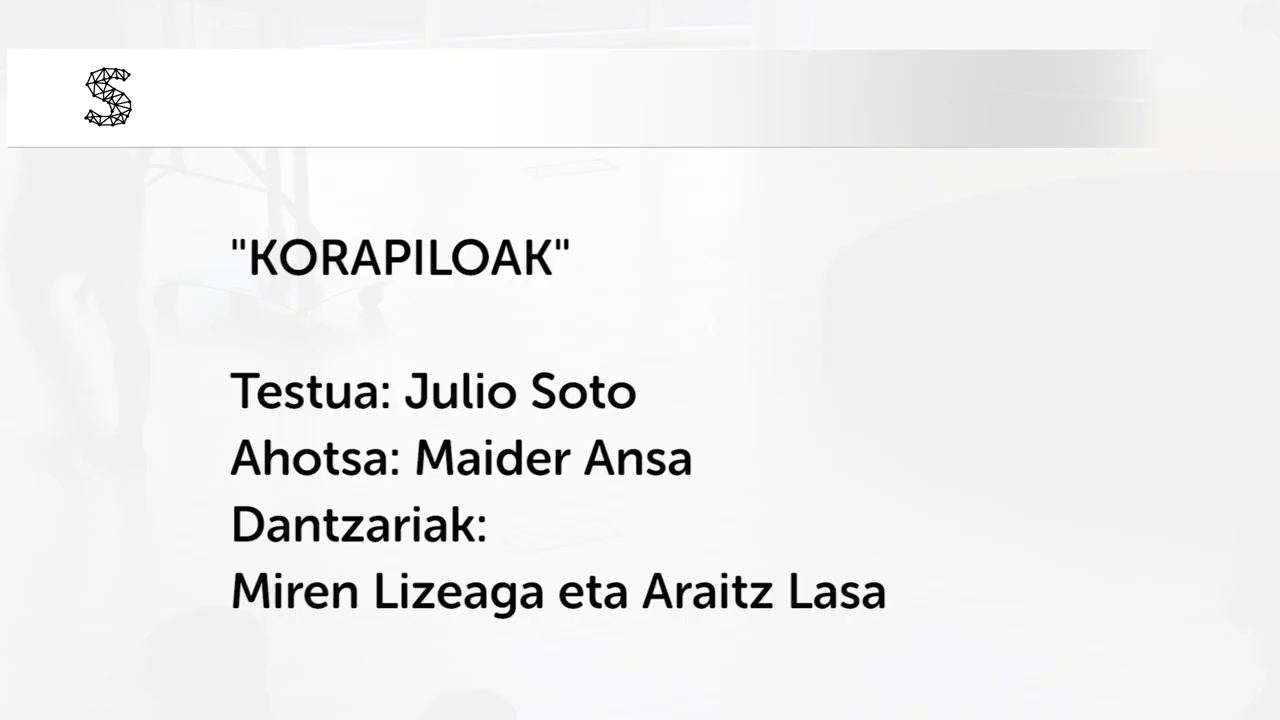 S
"KORAPILOAK"
Testua: Julio Soto
Ahotsa: Maider Ansa
Dantzariak:
Miren Lizeaga eta Araitz Lasa